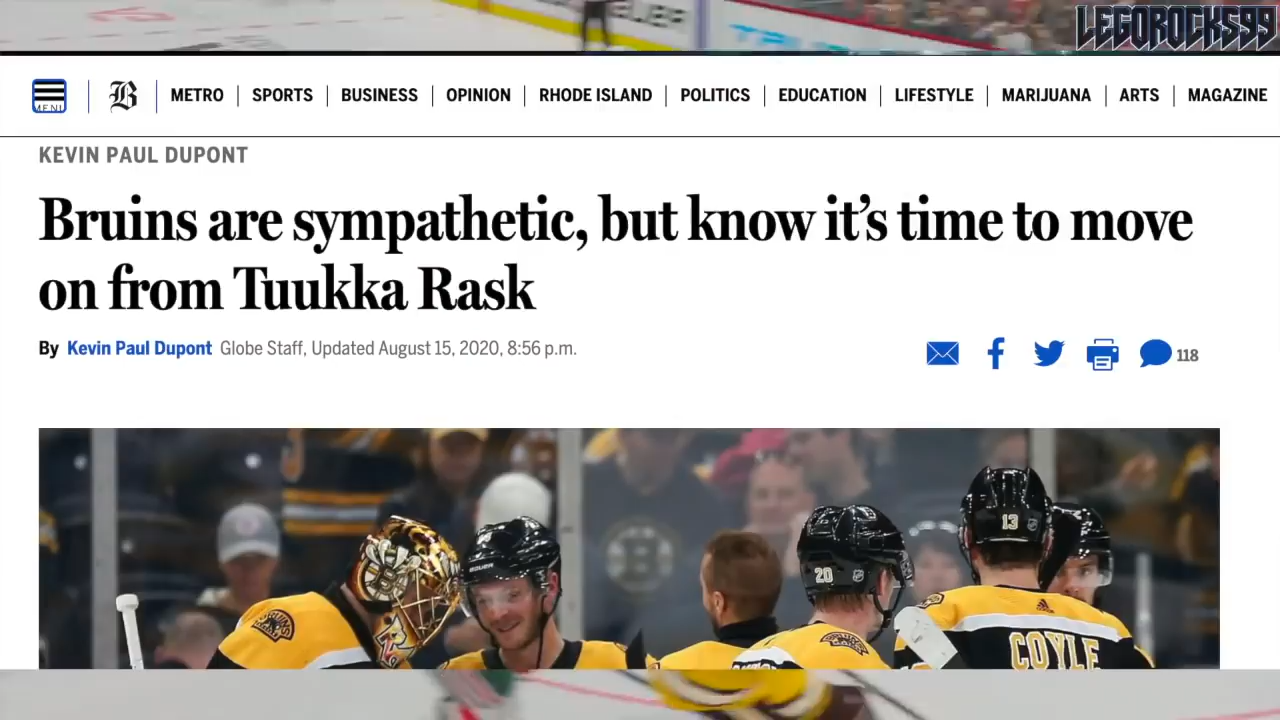 LEGOROCKS99
MENU
B
METRO
SPORTS
BUSINESS
OPINION
RHODE ISLAND
POLITICS
EDUCATION
LIFESTYLE
MARIJUANA
ARTS
MAGAZINE
KEVIN PAUL DUPONT
Bruins are sympathetic, but know it's time to move
on from Tuukka Rask
By Kevin Paul Dupont Globe Staff, Updated August 15, 2020, 8:56 p.m.
118
13
20
B
COYLE